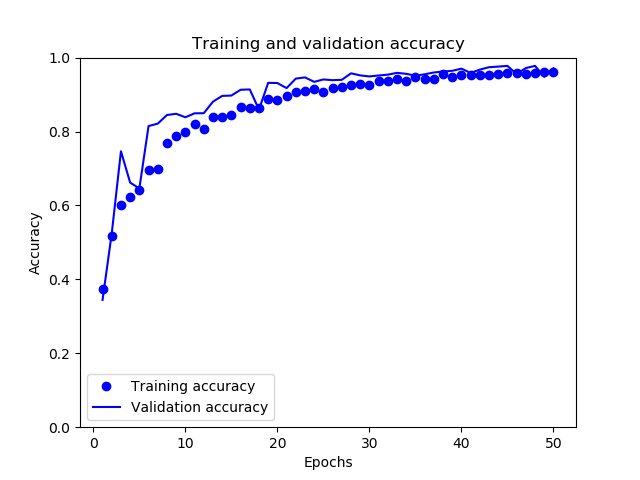 Training and validation accuracy
1.0
0.8
0.6
0.4
0.2
0.0
Accuracy
Training accuracy
Validation accuracy
0 10 20 30 40 50
Epochs